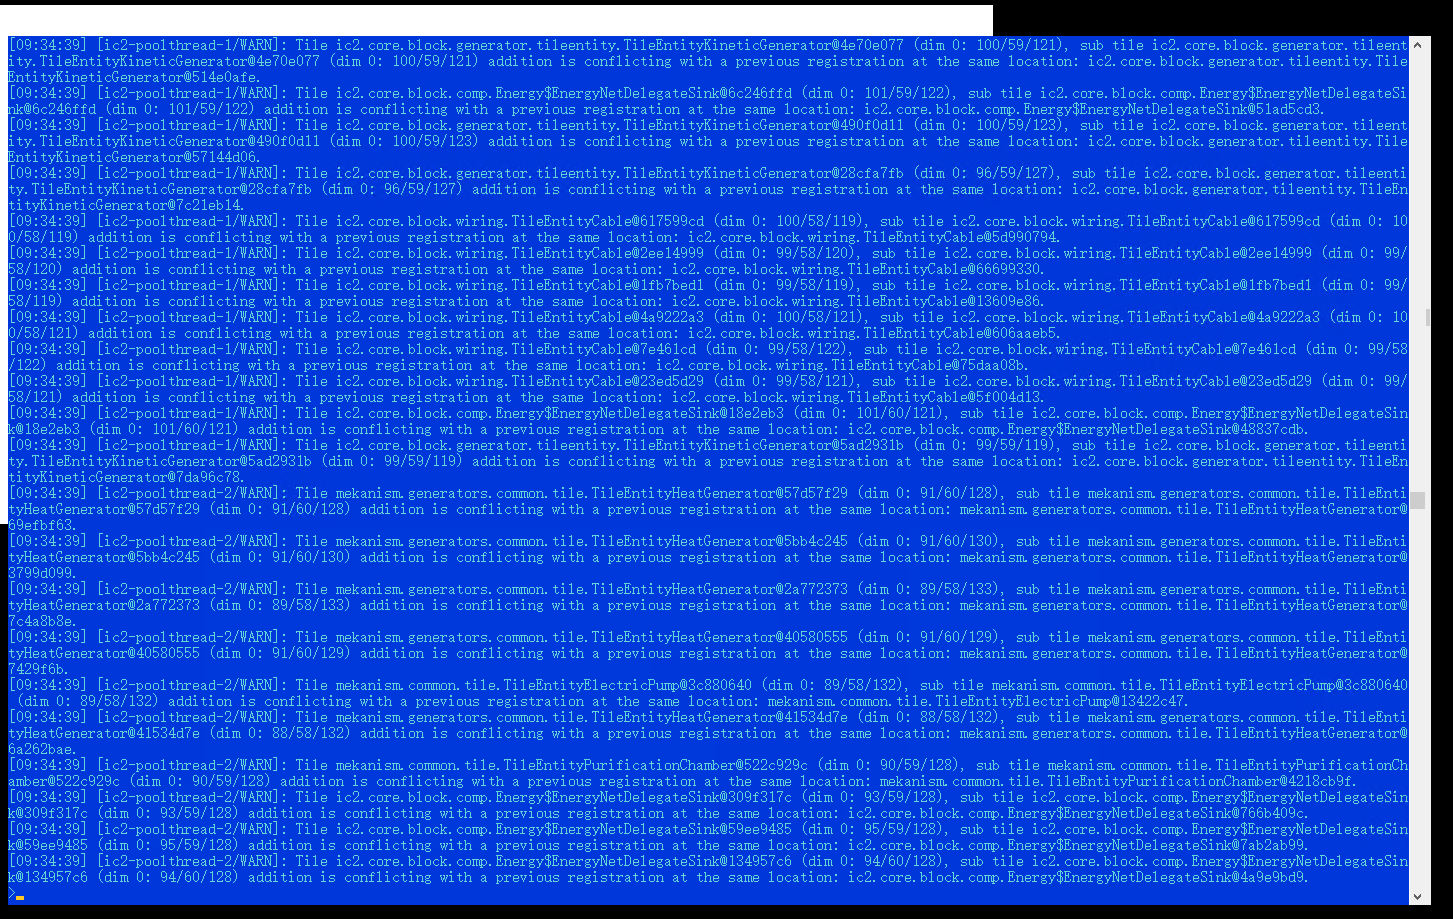 [09:34:39] [ic2-poolthread-1/WARN]: Tile ic2.core.block.generator.tileentity.TileEntityKineticGenerator@4e70e077 (dim 0: 100/59/121), sub tile ic2.core.block.generator.tileent
ity.TileEntityKineticGenerator@4e70e077 (dim 0: 100/59/121) addition is conflicting with a previous registration at the same location: ic2.core.block.generator.tileentity.Tile
EntityKineticGenerator@514e0afe.
[09:34:39] [ic2-poolthread-1/WARN]: Tile ic2.core.block.comp.Energy$EnergyNetDelegateSink@6c246ffd (dim 0: 101/59/122), sub tile ic2.core.block.comp.Energy$EnergyNetDelegateSi
nk@6c246ffd (dim 0: 101/59/122) addition is conflicting with a previous registration at the same location: ic2.core.block.comp.Energy$EnergyNetDelegateSink@51ad5cd3.
[09:34:39] [ic2-poolthread-1/WARN]: Tile ic2.core.block.generator.tileentity.TileEntityKineticGenerator@490f0d11 (dim 0: 100/59/123), sub tile ic2.core.block.generator.tileent
ity.TileEntityKineticGenerator@490f0d11 (dim 0: 100/59/123) addition is conflicting with a previous registration at the same location: ic2.core.block.generator.tileentity.Tile
EntityKineticGenerator@57144d06.
[09:34:39] [ic2-poolthread-1/WARN]: Tile ic2.core.block.generator.tileentity.TileEntityKineticGenerator@28cfa7fb (dim 0: 96/59/127), sub tile ic2.core.block.generator.tileenti
ty.TileEntityKineticGenerator@28cfa7fb (dim 0: 96/59/127) addition is conflicting with a previous registration at the same location: ic2.core.block.generator.tileentity.TileEn
tityKineticGenerator@7c21eb14.
[09:34:39] [ic2-poolthread-1/WARN]: Tile ic2.core.block.wiring.TileEntityCable@617599cd (dim 0: 100/58/119), sub tile ic2.core.block.wiring.TileEntityCable@617599cd (dim 0: 10
0/58/119) addition is conflicting with a previous registration at the same location: ic2.core.block.wiring.TileEntityCable@5d990794.
[09:34:39] [ic2-poolthread-1/WARN]: Tile ic2.core.block.wiring.TileEntityCable@2ee14999 (dim 0: 99/58/120), sub tile ic2.core.block.wiring.TileEntityCable@2ee14999 (dim 0: 99/
58/120) addition is conflicting with a previous registration at the same location: ic2.core.block.wiring.TileEntityCable@66699330.
[09:34:39] [ic2-poolthread-1/WARN]: Tile ic2.core.block.wiring.TileEntityCable@1fb7bed1 (dim 0: 99/58/119), sub tile ic2.core.block.wiring.TileEntityCable@1fb7bed1 (dim 0: 99/
58/119) addition is conflicting with a previous registration at the same location: ic2.core.block.wiring.TileEntityCable@13609e86.
[09:34:39] [ic2-poolthread-1/WARN]: Tile ic2.core.block.wiring.TileEntityCable@4a9222a3 (dim 0: 100/58/121), sub tile ic2.core.block.wiring.TileEntityCable@4a9222a3 (dim 0: 10
0/58/121) addition is conflicting with a previous registration at the same location: ic2.core.block.wiring.TileEntityCable@606aaeb5.
[09:34:39] [ic2-poolthread-1/WARN]: Tile ic2.core.block.wiring.TileEntityCable@7e461cd (dim 0: 99/58/122), sub tile ic2.core.block.wiring.TileEntityCable@7e461cd (dim 0: 99/58
/122) addition is conflicting with a previous registration at the same location: ic2.core.block.wiring.TileEntityCable@75daa08b.
[09:34:39] [ic2-poolthread-1/WARN]: Tile ic2.core.block.wiring.TileEntityCable@23ed5d29 (dim 0: 99/58/121), sub tile ic2.core.block.wiring.TileEntityCable@23ed5d29 (dim 0: 99/
58/121) addition is conflicting with a previous registration at the same location: ic2.core.block.wiring.TileEntityCable@5f004d13.
[09:34:39] [ic2-poolthread-1/WARN]: Tile ic2.core.block.comp.Energy$EnergyNetDelegateSink@18e2eb3 (dim 0: 101/60/121), sub tile ic2.core.block.comp.Energy$EnergyNetDelegateSin
k@18e2eb3 (dim 0: 101/60/121) addition is conflicting with a previous registration at the same location: ic2.core.block.comp.Energy$EnergyNetDelegateSink@48837cdb.
[09:34:39] [ic2-poolthread-1/WARN]: Tile ic2.core.block.generator.tileentity.TileEntityKineticGenerator@5ad2931b (dim 0: 99/59/119), sub tile ic2.core.block.generator.tileenti
ty.TileEntityKineticGenerator@5ad2931b (dim 0: 99/59/119) addition is conflicting with a previous registration at the same location: ic2.core.block.generator.tileentity.TileEn
tityKineticGenerator@7da96c78.
[09:34:39] [ic2-poolthread-2/WARN]: Tile mekanism.generators.common.tile.TileEntityHeatGenerator@57d57f29 (dim 0: 91/60/128), sub tile mekanism.generators.common.tile.TileEnti
tyHeatGenerator@57d57f29 (dim 0: 91/60/128) addition is conflicting with a previous registration at the same location: mekanism.generators.common.tile.TileEntityHeatGenerator@
69efbf63.
[09:34:39] [ic2-poolthread-2/WARN]: Tile mekanism.generators.common.tile.TileEntityHeatGenerator@5bb4c245 (dim 0: 91/60/130), sub tile mekanism.generators.common.tile.TileEnti
tyHeatGenerator@5bb4c245 (dim 0: 91/60/130) addition is conflicting with a previous registration at the same location: mekanism.generators.common.tile.TileEntityHeatGenerator@
3799d099.
[09:34:39] [ic2-poolthread-2/WARN]: Tile mekanism.generators.common.tile.TileEntityHeatGenerator@2a772373 (dim 0: 89/58/133), sub tile mekanism.generators.common.tile.TileEnti
tyHeatGenerator@2a772373 (dim 0: 89/58/133) addition is conflicting with a previous registration at the same location: mekanism.generators.common.tile.TileEntityHeatGenerator@
7c4a8b8e.
[09:34:39] [ic2-poolthread-2/WARN]: Tile mekanism.generators.common.tile.TileEntityHeatGenerator@40580555 (dim 0: 91/60/129), sub tile mekanism.generators.common.tile.TileEnti
tyHeatGenerator@40580555 (dim 0: 91/60/129) addition is conflicting with a previous registration at the same location: mekanism.generators.common.tile.TileEntityHeatGenerator@
7429f6b.
[09:34:39] [ic2-poolthread-2/WARN]: Tile mekanism.common.tile.TileEntityElectricPump@3c880640 (dim 0: 89/58/132), sub tile mekanism.common.tile.TileEntityElectricPump@3c880640
 (dim 0: 89/58/132) addition is conflicting with a previous registration at the same location: mekanism.common.tile.TileEntityElectricPump@13422c47.
[09:34:39] [ic2-poolthread-2/WARN]: Tile mekanism.generators.common.tile.TileEntityHeatGenerator@41534d7e (dim 0: 88/58/132), sub tile mekanism.generators.common.tile.TileEnti
tyHeatGenerator@41534d7e (dim 0: 88/58/132) addition is conflicting with a previous registration at the same location: mekanism.generators.common.tile.TileEntityHeatGenerator@
6a262bae.
[09:34:39] [ic2-poolthread-2/WARN]: Tile mekanism.common.tile.TileEntityPurificationChamber@522c929c (dim 0: 90/59/128), sub tile mekanism.common.tile.TileEntityPurificationCh
amber@522c929c (dim 0: 90/59/128) addition is conflicting with a previous registration at the same location: mekanism.common.tile.TileEntityPurificationChamber@4218cb9f.
[09:34:39] [ic2-poolthread-2/WARN]: Tile ic2.core.block.comp.Energy$EnergyNetDelegateSink@309f317c (dim 0: 93/59/128), sub tile ic2.core.block.comp.Energy$EnergyNetDelegateSin
k@309f317c (dim 0: 93/59/128) addition is conflicting with a previous registration at the same location: ic2.core.block.comp.Energy$EnergyNetDelegateSink@766b409c.
[09:34:39] [ic2-poolthread-2/WARN]: Tile ic2.core.block.comp.Energy$EnergyNetDelegateSink@59ee9485 (dim 0: 95/59/128), sub tile ic2.core.block.comp.Energy$EnergyNetDelegateSin
k@59ee9485 (dim 0: 95/59/128) addition is conflicting with a previous registration at the same location: ic2.core.block.comp.Energy$EnergyNetDelegateSink@7ab2ab99.
[09:34:39] [ic2-poolthread-2/WARN]: Tile ic2.core.block.comp.Energy$EnergyNetDelegateSink@134957c6 (dim 0: 94/60/128), sub tile ic2.core.block.comp.Energy$EnergyNetDelegateSin
k@134957c6 (dim 0: 94/60/128) addition is conflicting with a previous registration at the same location: ic2.core.block.comp.Energy$EnergyNetDelegateSink@4a9e9bd9.
>